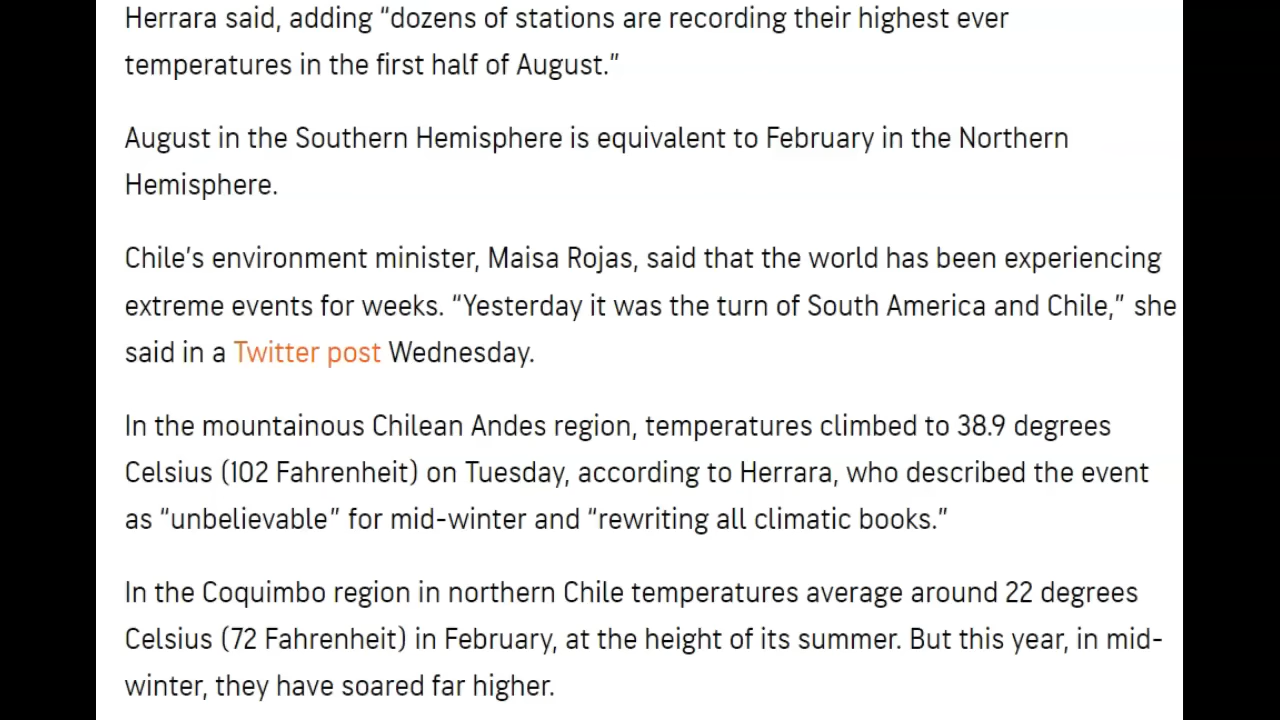 Herrara said, adding “dozens of stations are recording their highest ever
temperatures in the first half of August.”
August in the Southern Hemisphere is equivalent to February in the Northern
Hemisphere.
Chile’s environment minister, Maisa Rojas, said that the world has been experiencing
extreme events for weeks. “Yesterday it was the turn of South America and Chile,” she
said in a Twitter post Wednesday.
In the mountainous Chilean Andes region, temperatures climbed to 38.9 degrees
Celsius (102 Fahrenheit) on Tuesday, according to Herrara, who described the event
as “unbelievable” for mid-winter and “rewriting all climatic books.”
In the Coquimbo region in northern Chile temperatures average around 22 degrees
Celsius (72 Fahrenheit) in February, at the height of its summer. But this year, in mid-
winter, they have soared far higher.